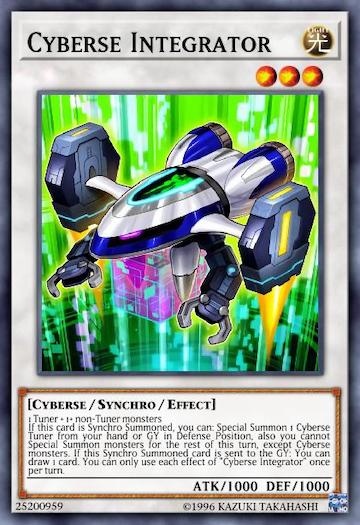 CYBERSE INTEGRATOR
LIGHT
光
[CYBERSE / SYNCHRO / EFFECT]
1 Tuner + 1+ non-Tuner monsters
If this card is Synchro Summoned, you can: Special Summon 1 Cyberse
Tuner from your hand or GY in Defense Position, also you cannot
Special Summon monsters for the rest of this turn, except Cyberse
monsters. If this Synchro Summoned card is sent to the GY: You can
draw 1 card. You can only use each effect of "Cyberse Integrator" once
per turn.
ATK/1000 DEF/1000
25200959
©1996 KAZUKI TAKAHASHI